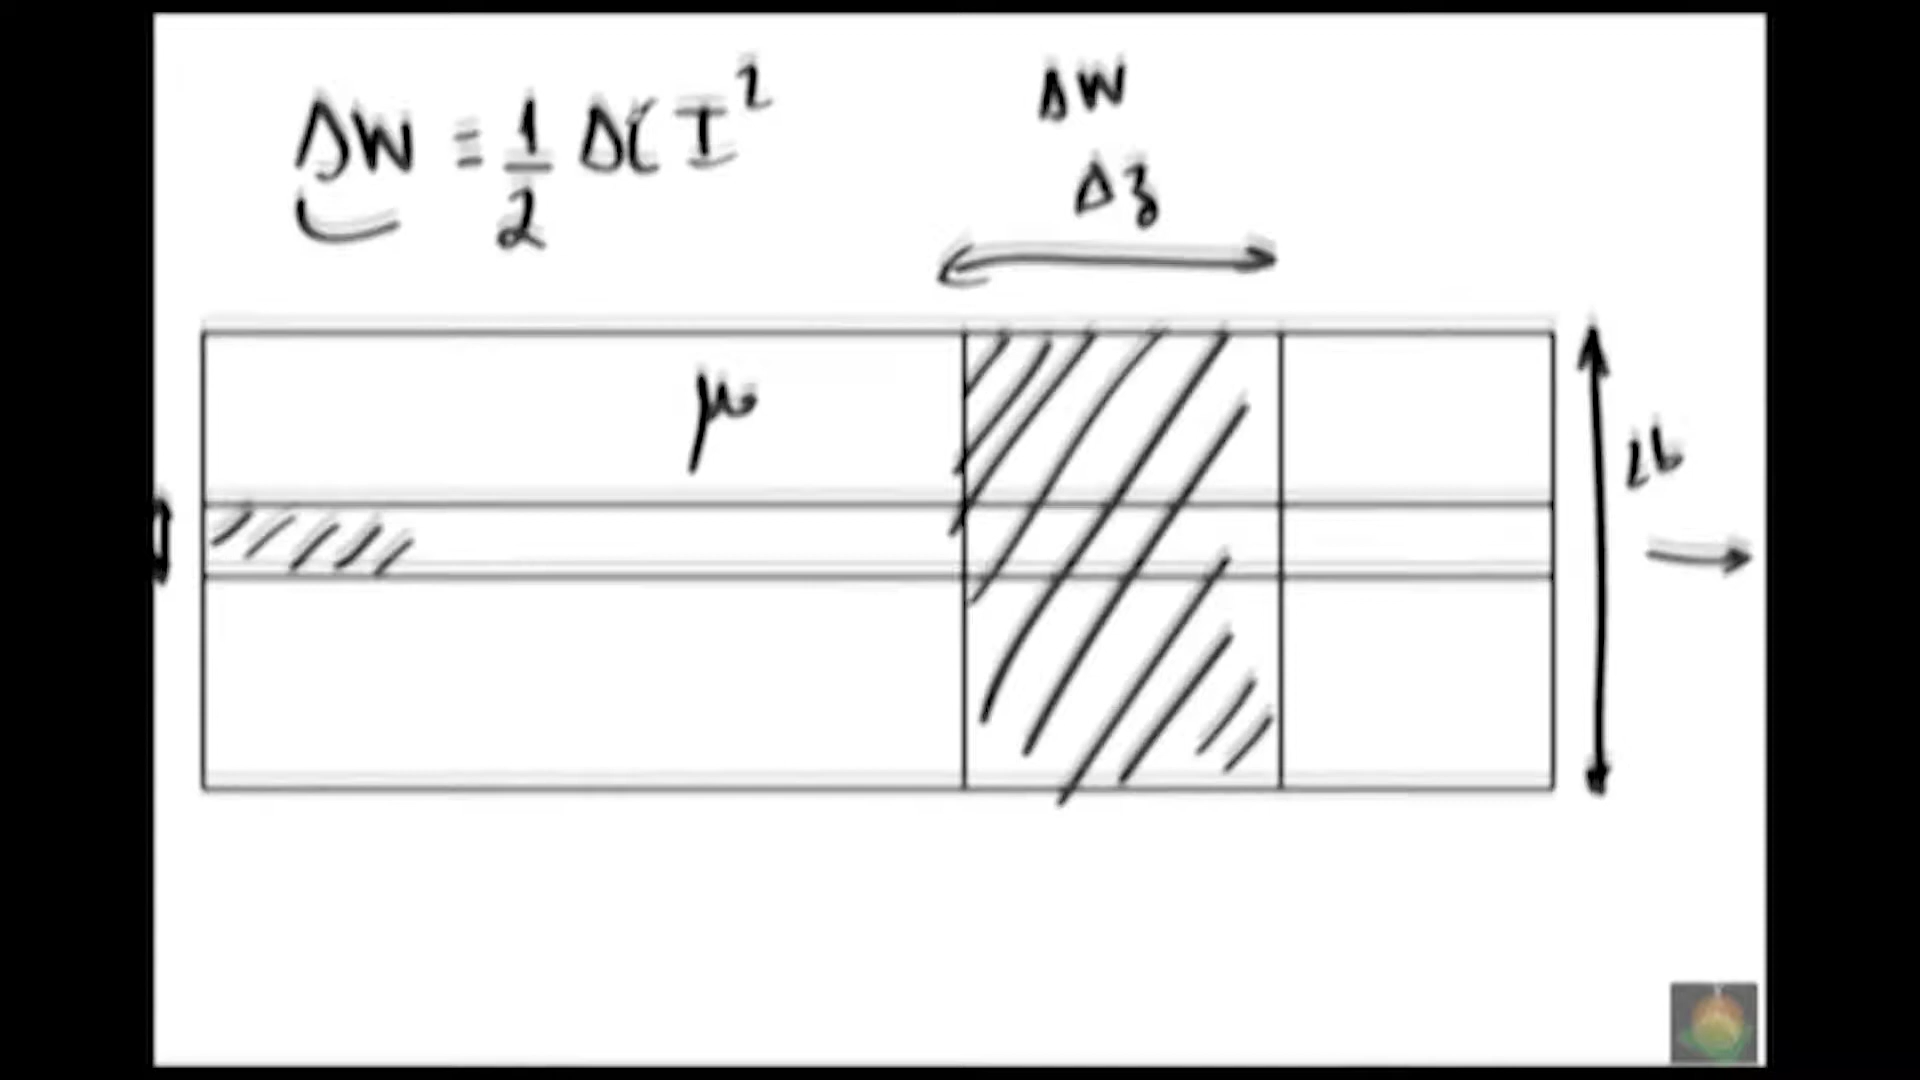 ΔW = 1/2 ΔL I²
ΔW
Δz
μ
2b